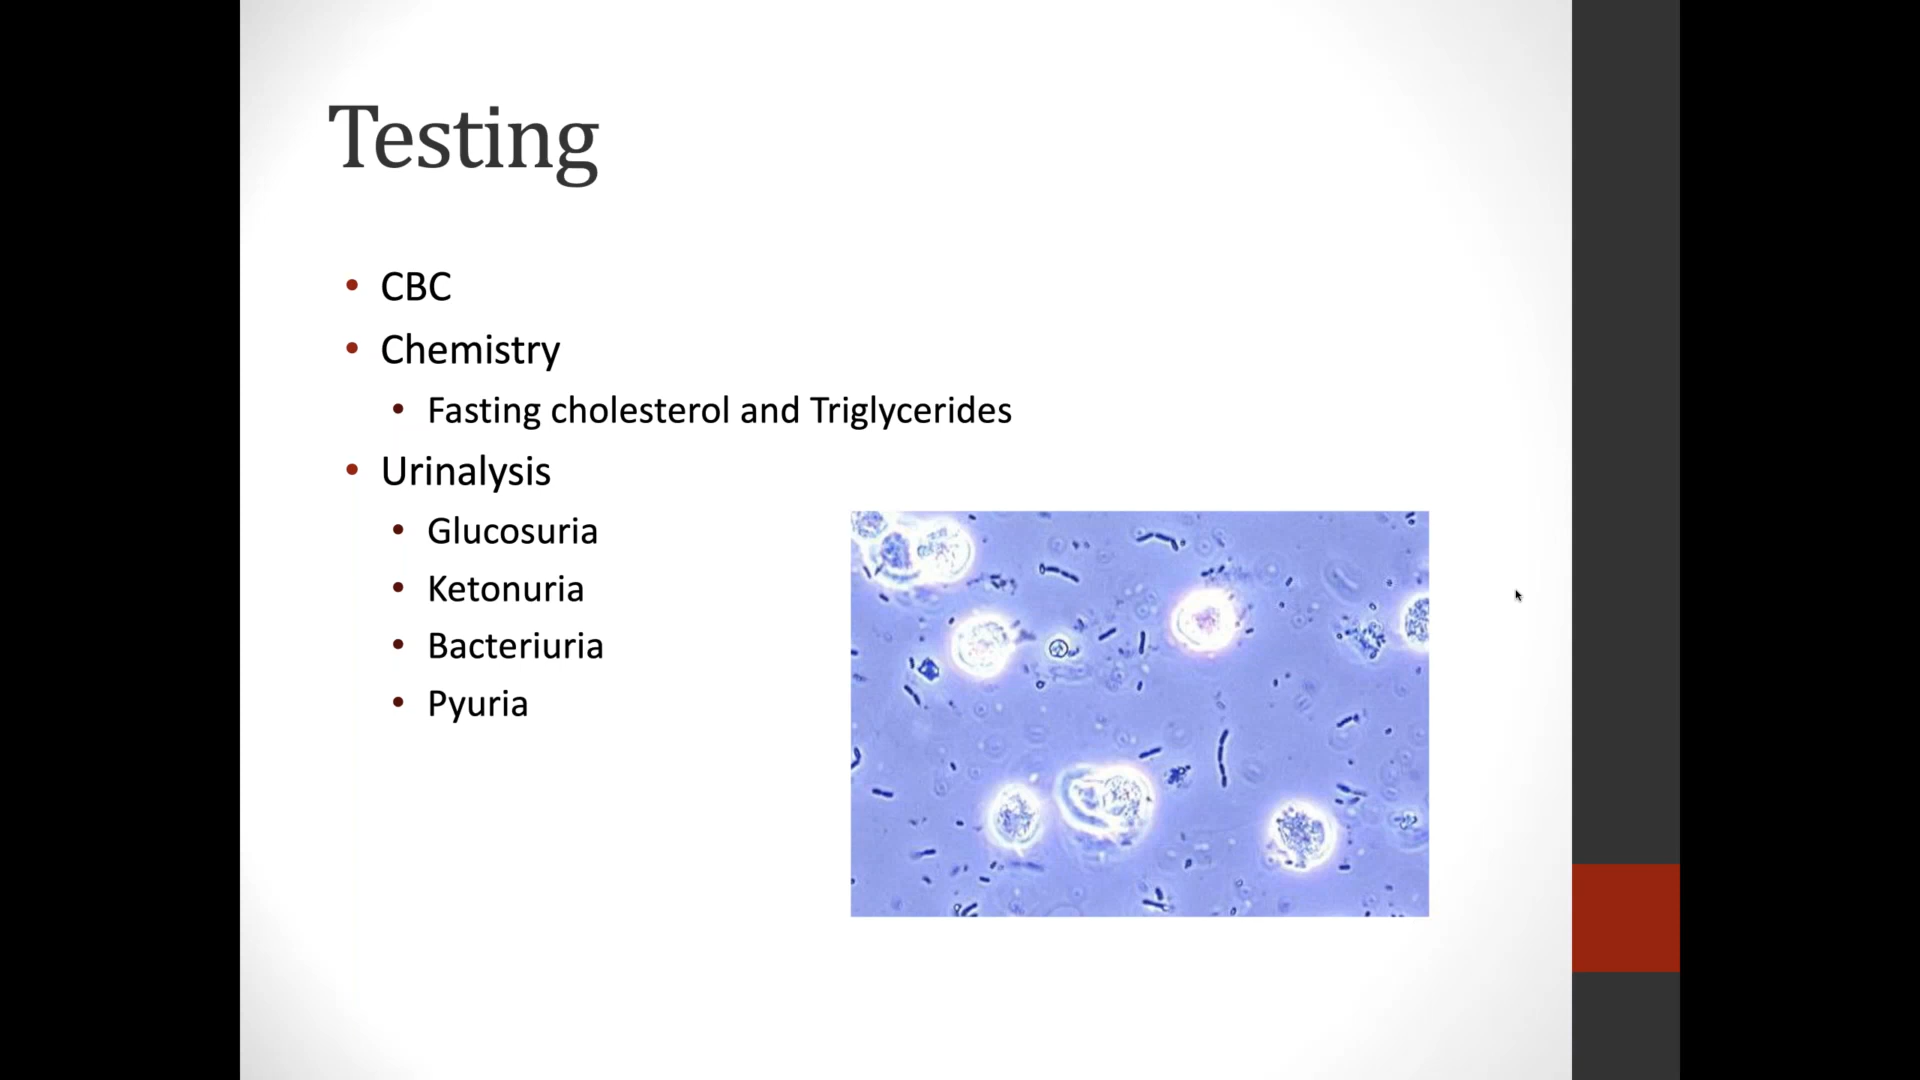 Testing
• CBC
• Chemistry
• Fasting cholesterol and Triglycerides
• Urinalysis
• Glucosuria
• Ketonuria
• Bacteriuria
• Pyuria